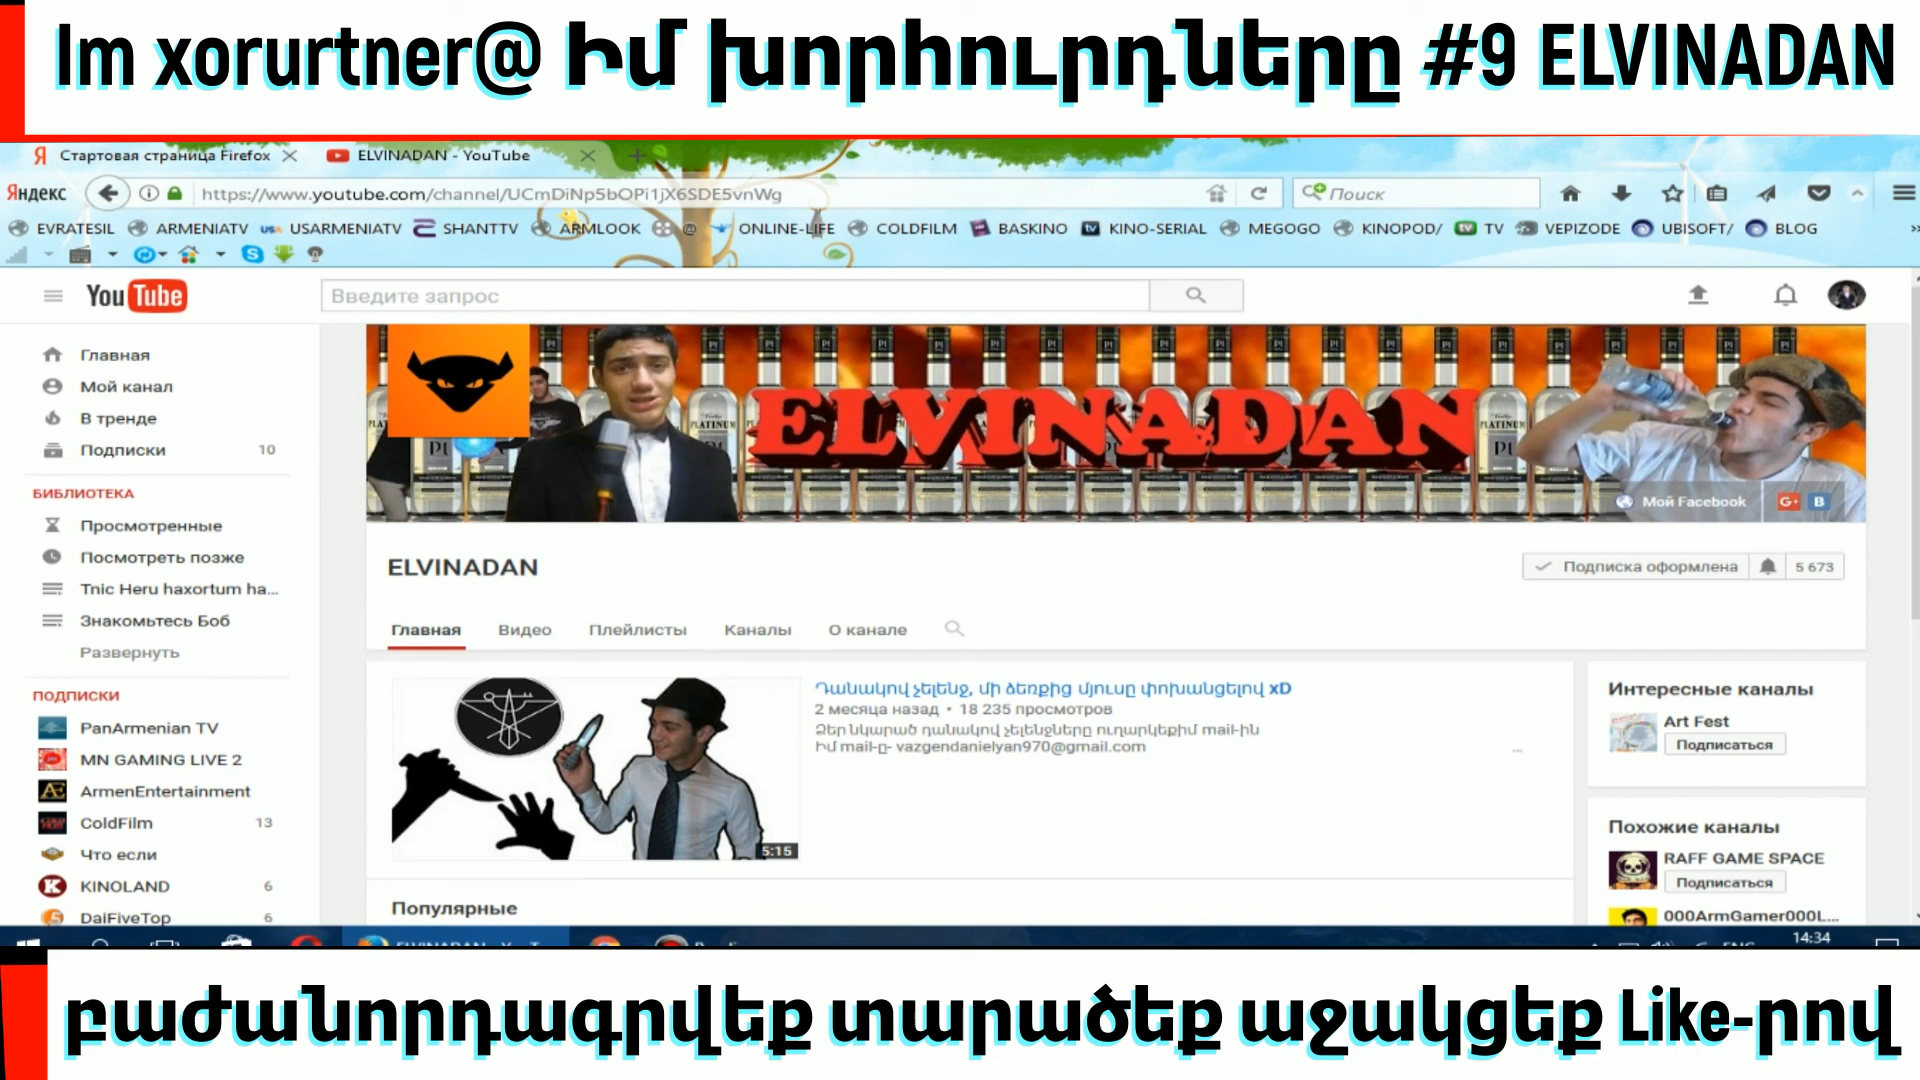 Im xorurtner@ Իմ խորհուրդները #9 ELVINADAN
Стартовая страница Firefox
ELVINADAN - YouTube
Яндекс
https://www.youtube.com/channel/UCmDiNp5bOPi1jX6SDE5vnWg
Поиск
EVRATESIL ARMENIATV USARMENIATV SHANTTV ARMLOOK @ ONLINE-LIFE COLDFILM BASKINO KINO-SERIAL MEGOGO KINOPOD/ TV VEPIZODE UBISOFT/ BLOG
YouTube
Введите запрос
Главная
Мой канал
В тренде
Подписки 10
БИБЛИОТЕКА
Просмотренные
Посмотреть позже
Tnic Heru haxortum ha...
Знакомьтесь Боб
Развернуть
ПОДПИСКИ
PanArmenian TV
MN GAMING LIVE 2
ArmenEntertainment
ColdFilm 13
Что если
KINOLAND 6
DaiFiveTop 6
ELVINADAN
Мой Facebook
G+ B
ELVINADAN
Подписка оформлена 5 673
Главная Видео Плейлисты Каналы О канале
Դանակով չելենջ, մի ձեռքից մյուսը փոխանցելով xD
2 месяца назад • 18 235 просмотров
Ձեր նկարած դանակով չելենջները ուղարկեքիմ mail-ին
Իմ mail-ը- vazgendanielyan970@gmail.com
...
5:15
Популярные
Интересные каналы
Art Fest
Подписаться
Похожие каналы
RAFF GAME SPACE
Подписаться
000ArmGamer000L...
14:34
բաժանորդագրվեք տարածեք աջակցեք Like-րով